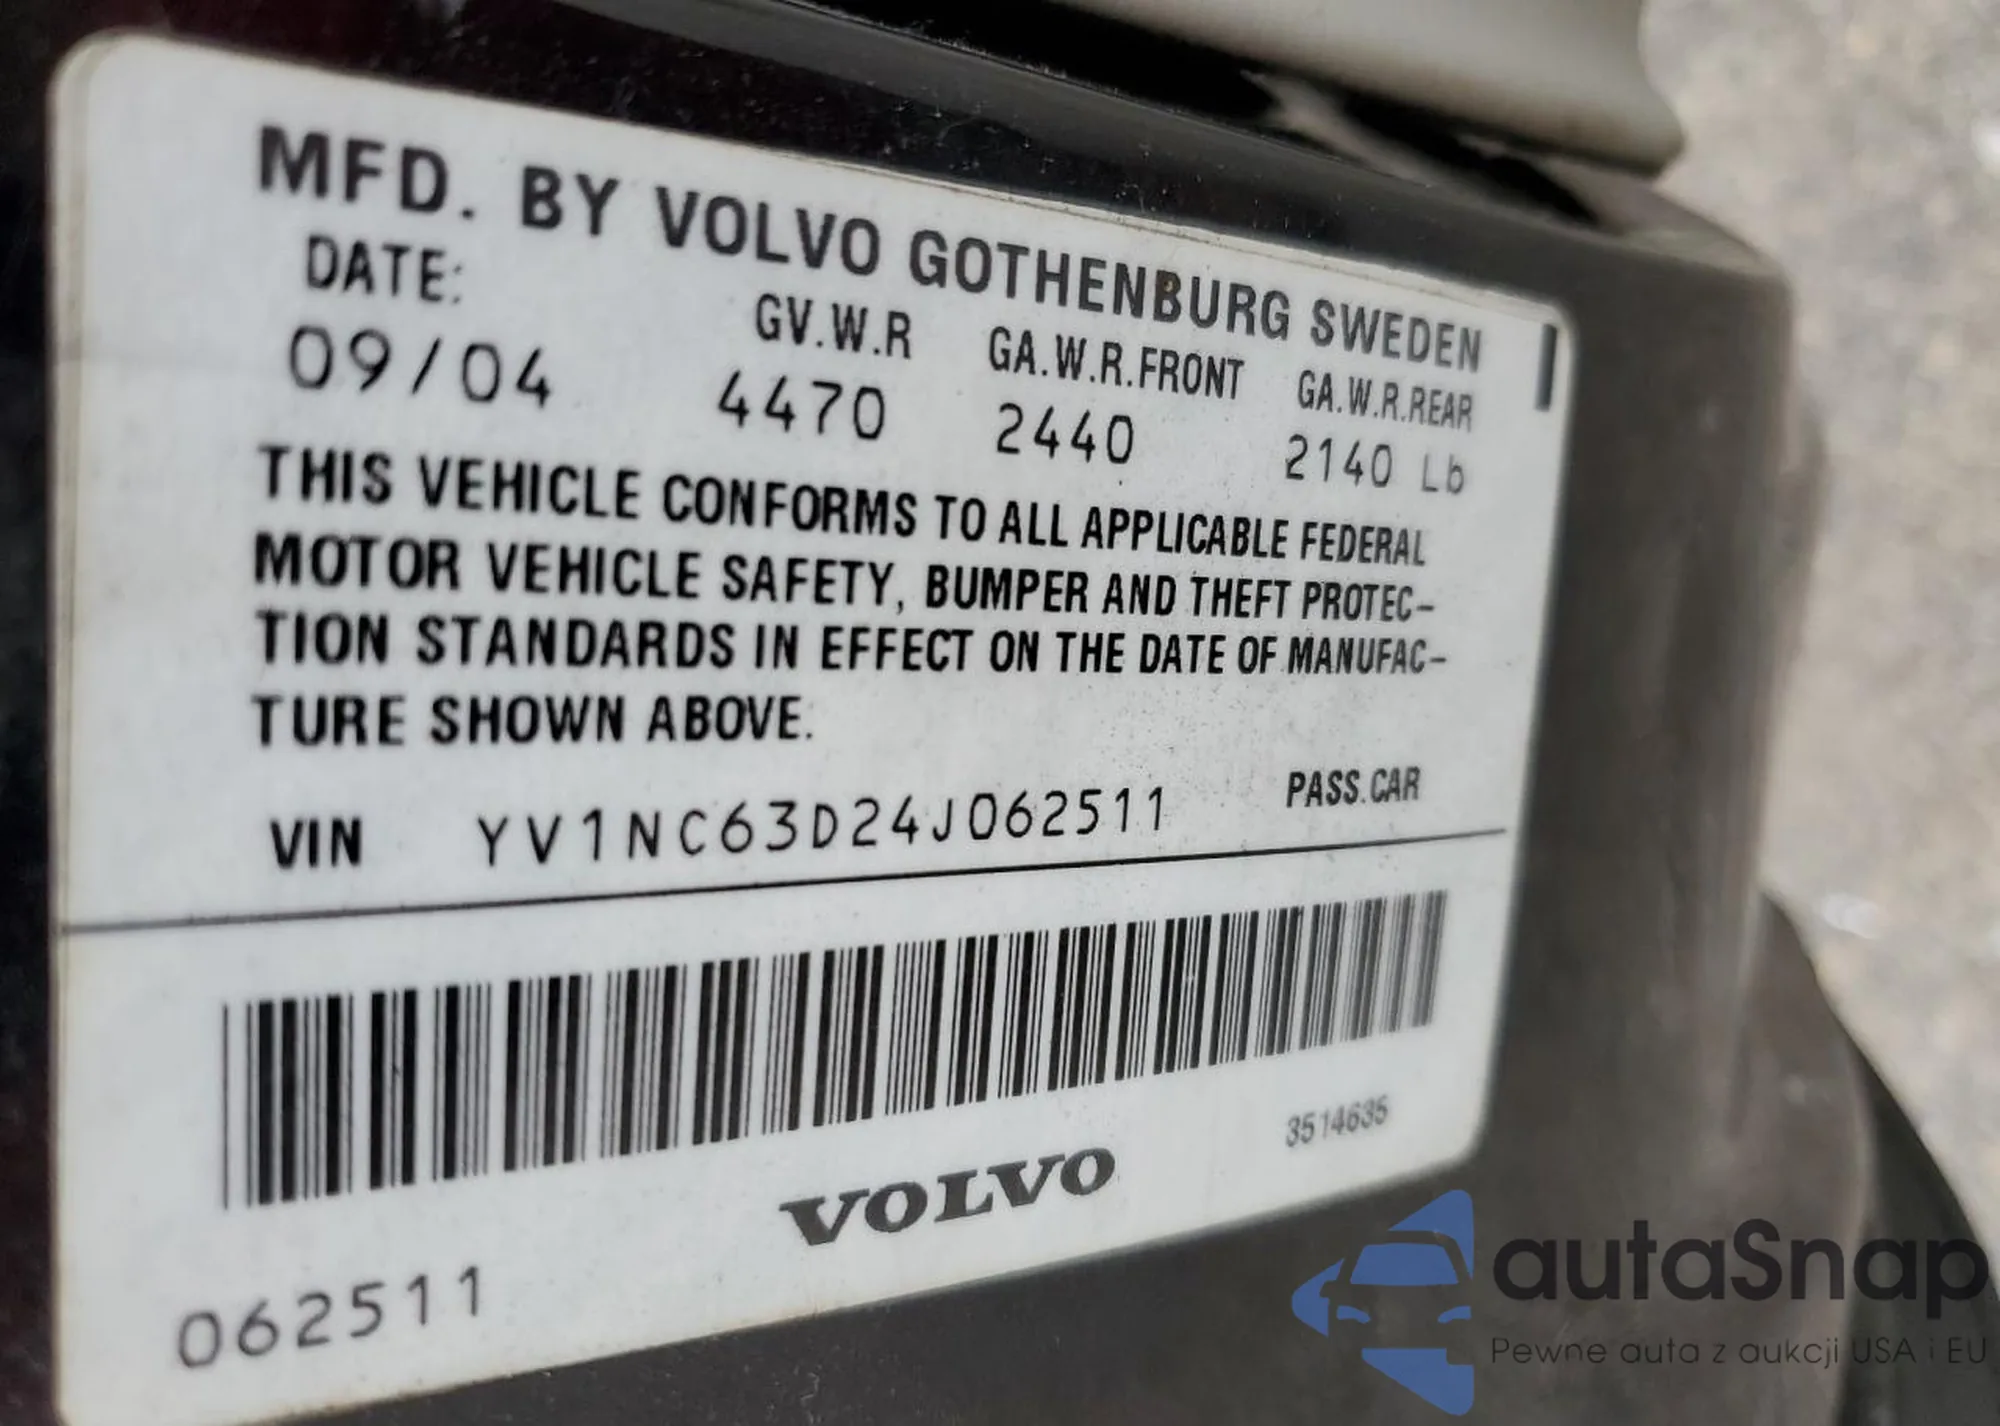 MFD. BY VOLVO GOTHENBURG SWEDEN
DATE: GV.W.R GA.W.R.FRONT GA.W.R.REAR
09/04 4470 2440 2140 Lb
THIS VEHICLE CONFORMS TO ALL APPLICABLE FEDERAL
MOTOR VEHICLE SAFETY, BUMPER AND THEFT PROTEC-
TION STANDARDS IN EFFECT ON THE DATE OF MANUFAC-
TURE SHOWN ABOVE.
VIN YV1NC63D24J062511 PASS.CAR
3514635
VOLVO
062511
autaSnap
Pewne auta z aukcji USA i EU